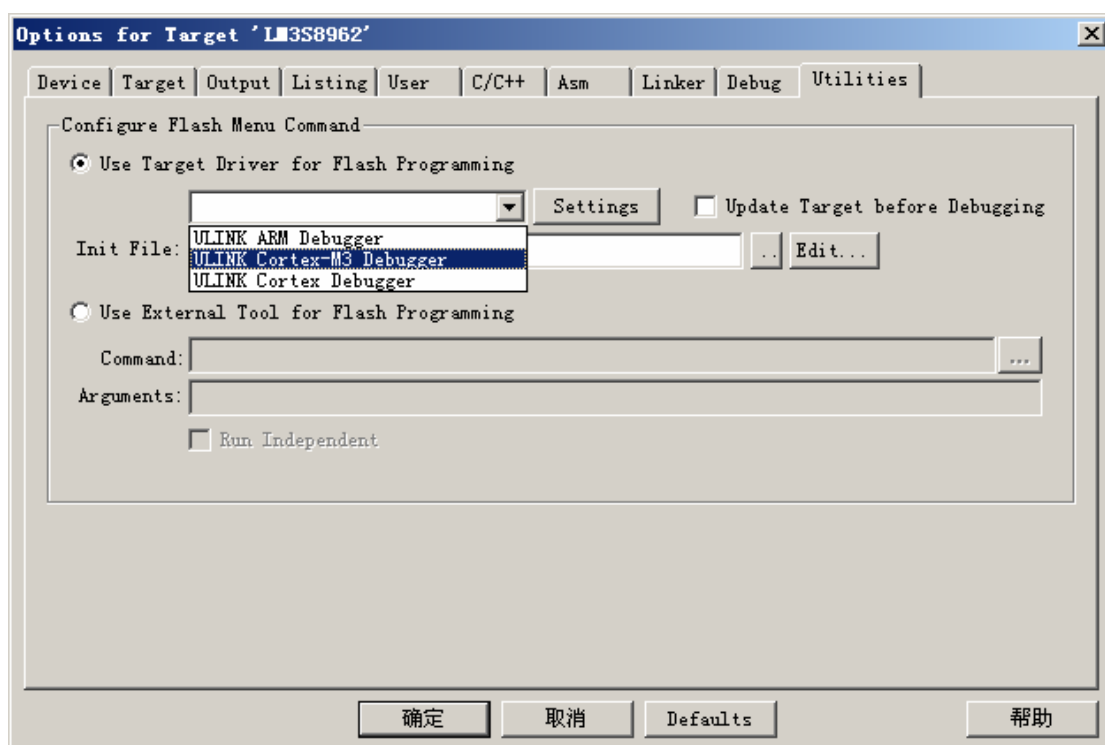 Options for Target 'LM3S8962'
Device Target Output Listing User C/C++ Asm Linker Debug Utilities
Configure Flash Menu Command
Use Target Driver for Flash Programming
Settings Update Target before Debugging
ULINK ARM Debugger
Init File: .. Edit...
ULINK Cortex-M3 Debugger
ULINK Cortex Debugger
Use External Tool for Flash Programming
Command: ...
Arguments:
Run Independent
确定 取消 Defaults 帮助